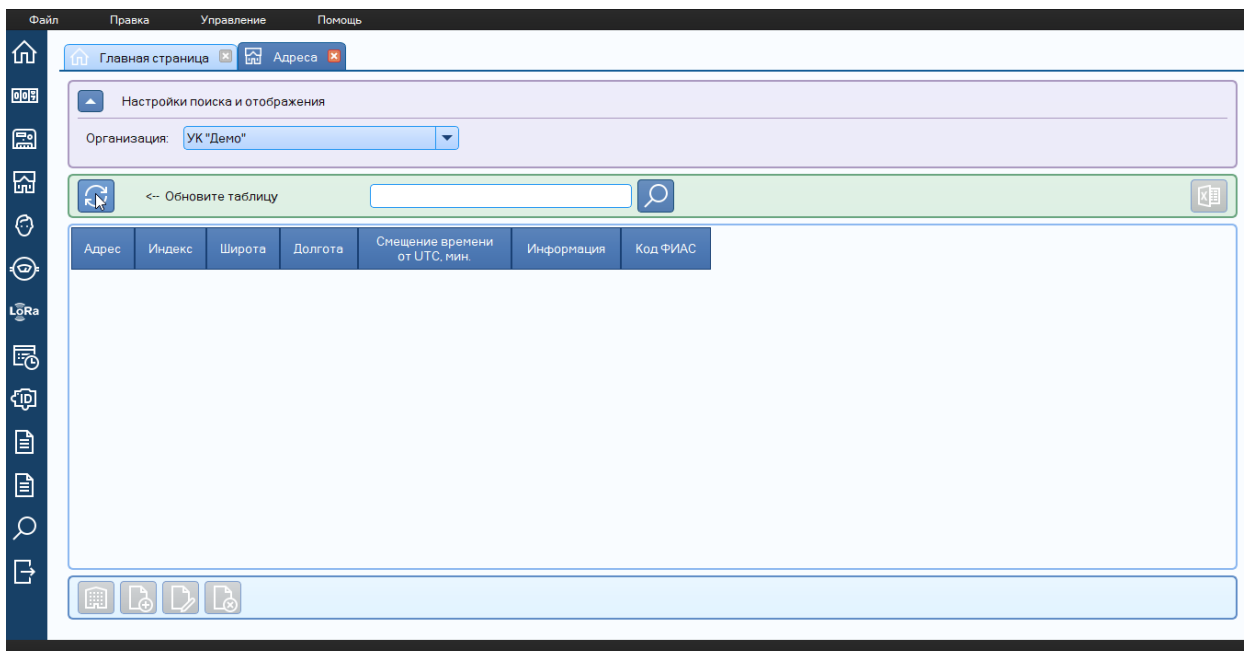 Файл Правка Управление Помощь
Главная страница Адреса
Настройки поиска и отображения
Организация: УК "Демо"
<-- Обновите таблицу
Адрес Индекс Широта Долгота Смещение времени от UTC, мин. Информация Код ФИАС
LoRa
ID